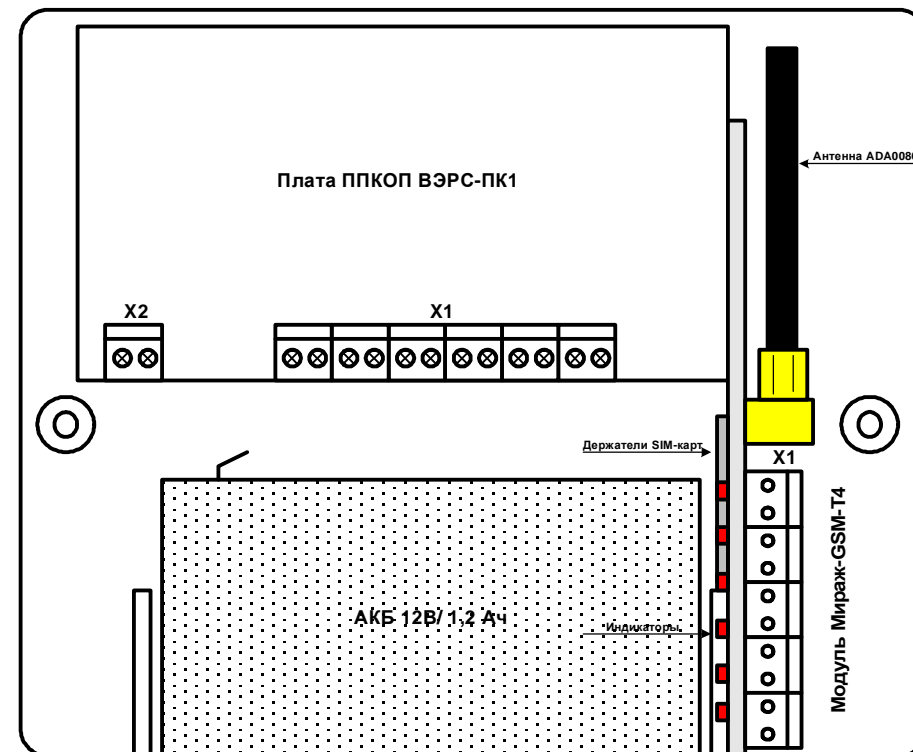 Антенна ADA0086
Плата ППКОП ВЭРС-ПК1
X2
X1
Держатели SIM-карт
X1
АКБ 12В/ 1,2 Ач
Индикаторы
Модуль Мираж-GSM-T4